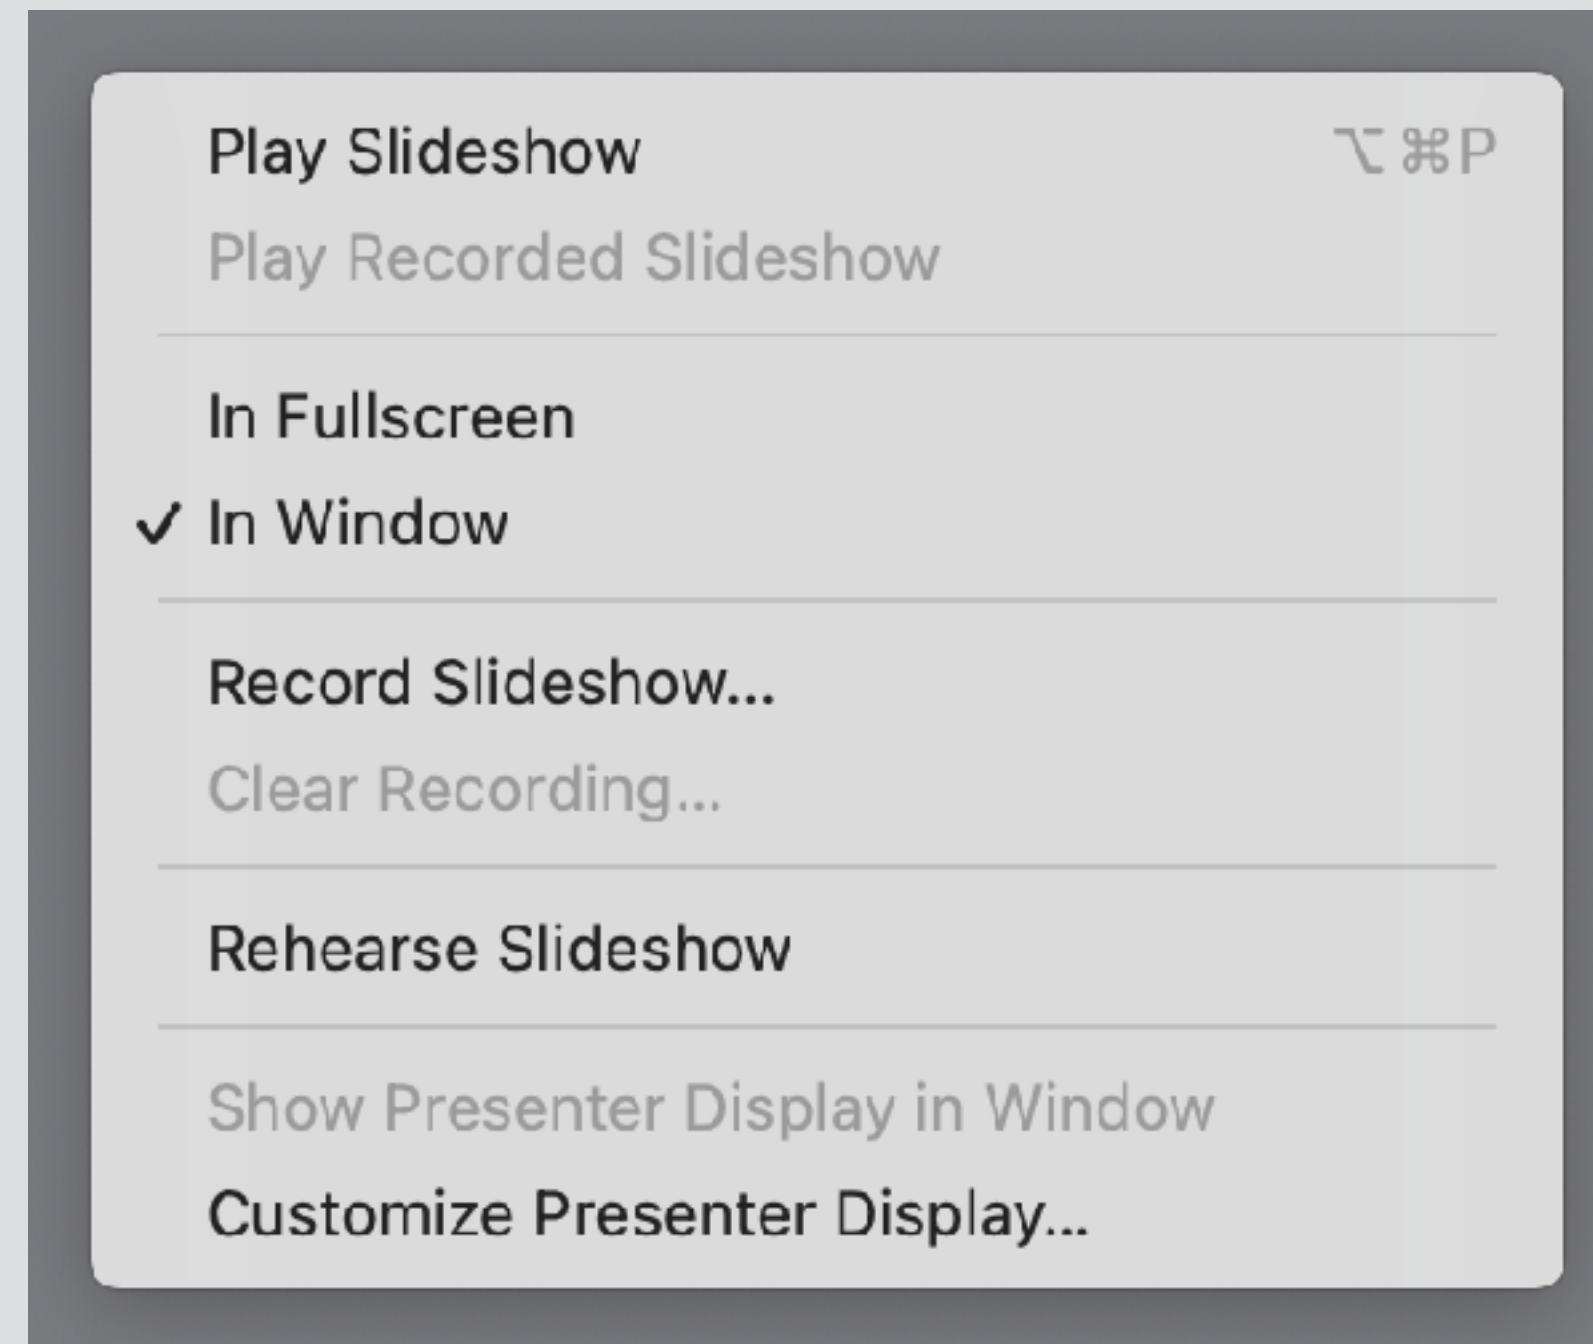 Play Slideshow ⌥⌘P
Play Recorded Slideshow
In Fullscreen
✓ In Window
Record Slideshow...
Clear Recording...
Rehearse Slideshow
Show Presenter Display in Window
Customize Presenter Display...